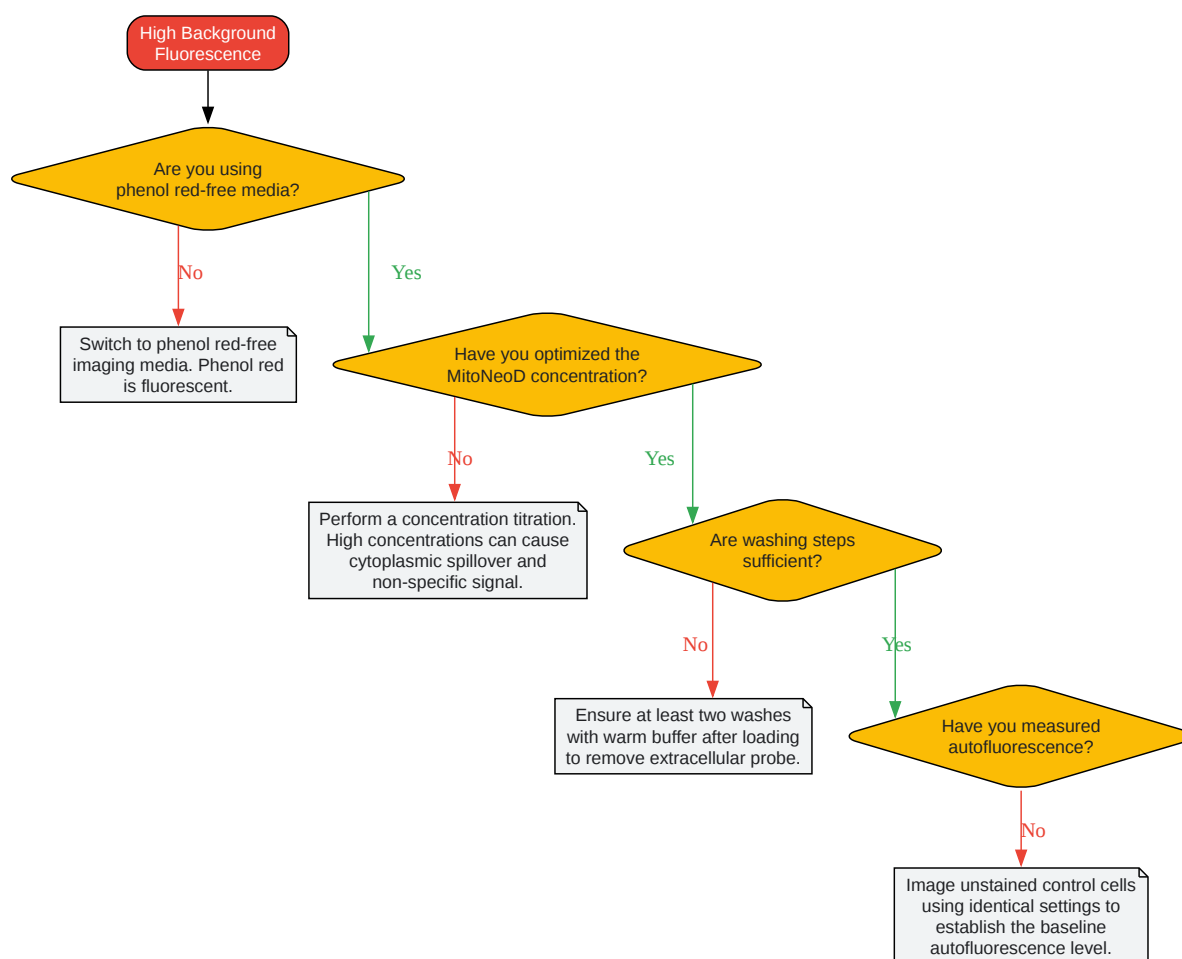 High Background
Fluorescence
Are you using
phenol red-free media?
No
Yes
Switch to phenol red-free
imaging media. Phenol red
is fluorescent.
Have you optimized the
MitoNeoD concentration?
No
Yes
Perform a concentration titration.
High concentrations can cause
cytoplasmic spillover and
non-specific signal.
Are washing steps
sufficient?
No
Yes
Ensure at least two washes
with warm buffer after loading
to remove extracellular probe.
Have you measured
autofluorescence?
No
Image unstained control cells
using identical settings to
establish the baseline
autofluorescence level.